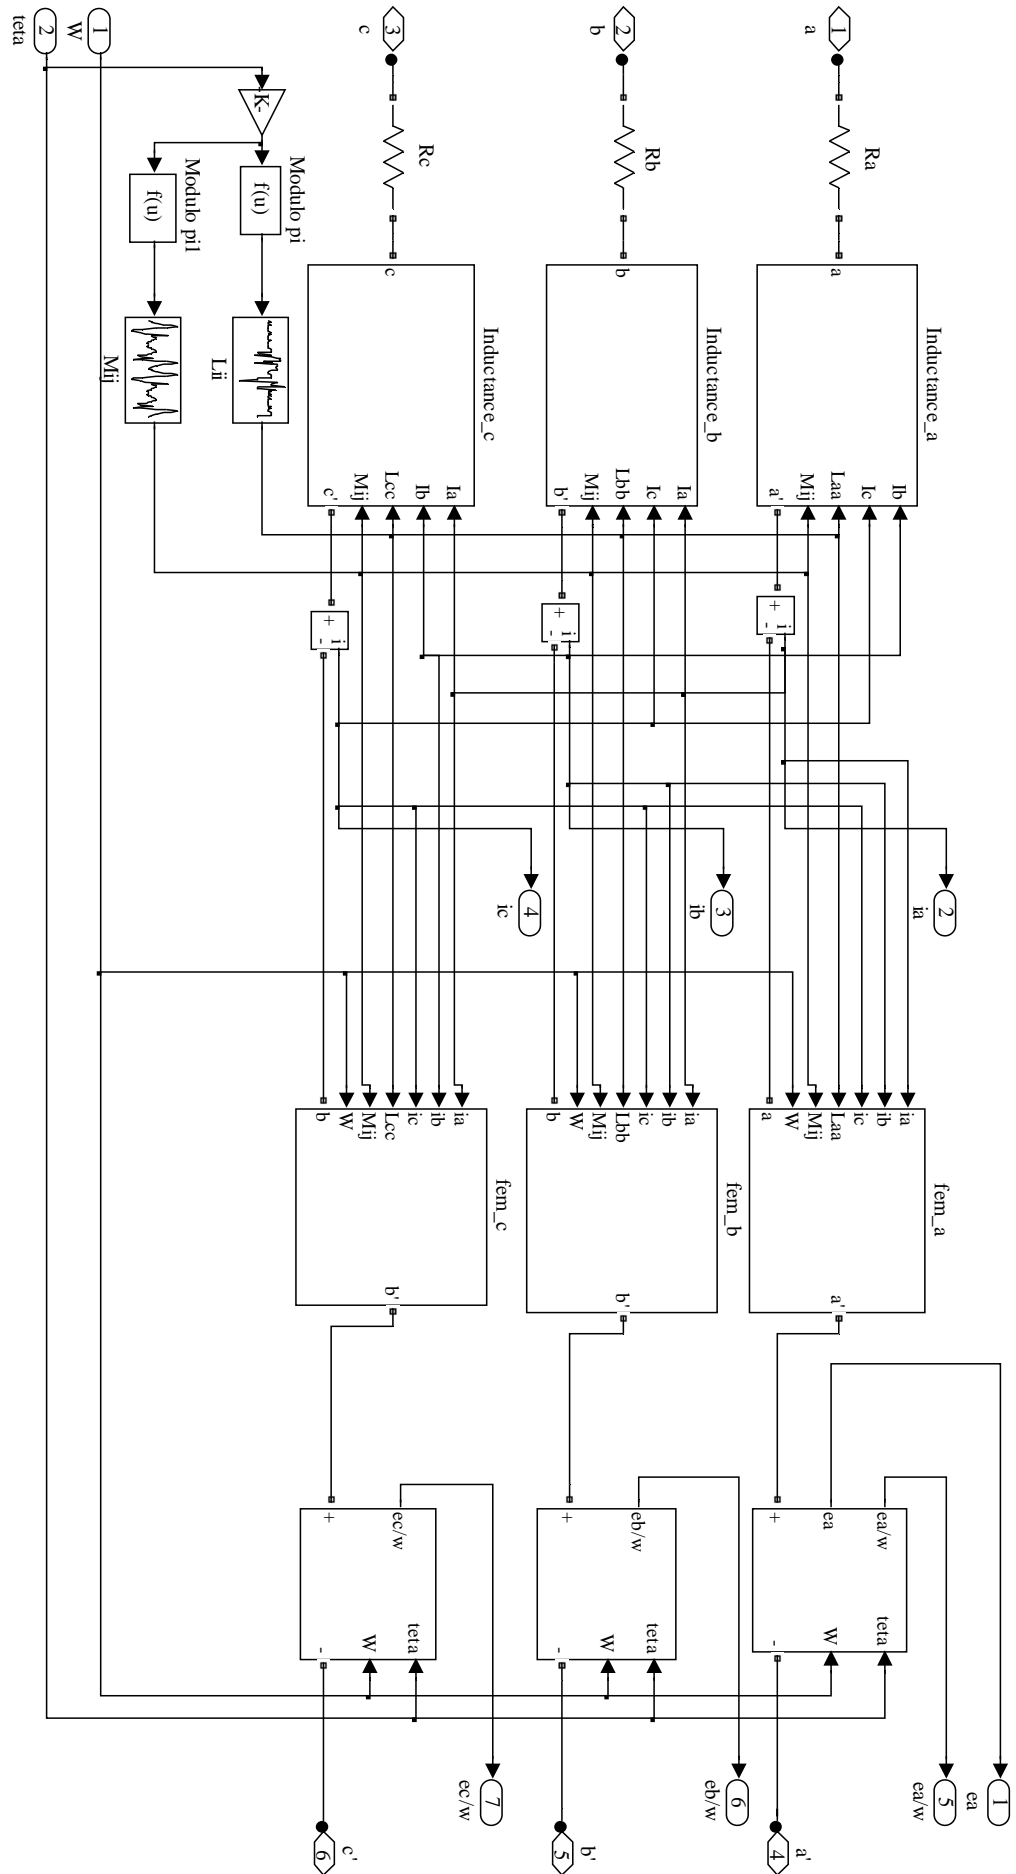 1
a
Ra
a
Inductance_a
Ib
Ic
Laa
Mij
a'
i
+
-
2
ia
ia
ib
ic
Laa
Mij
W
a
fem_a
a'
ea/w
ea
+
teta
W
-
1
ea
5
ea/w
4
a'
2
b
Rb
b
Inductance_b
Ia
Ic
Lbb
Mij
b'
i
+
-
3
ib
ia
ib
ic
Lbb
Mij
W
b
fem_b
b'
eb/w
+
teta
W
-
6
eb/w
5
b'
3
c
Rc
c
Inductance_c
Ia
Ib
Lcc
Mij
c'
i
+
-
4
ic
ia
ib
ic
Lcc
Mij
W
b
fem_c
b'
ec/w
+
teta
W
-
7
ec/w
6
c'
K-
f(u)
Modulo pi
Lii
f(u)
Modulo pi1
Mij
1
W
2
teta